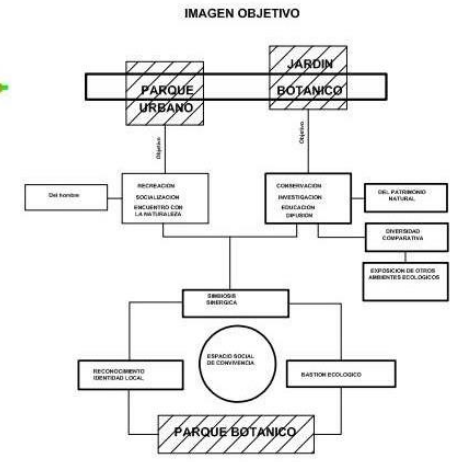 IMAGEN OBJETIVO
JARDIN
BOTANICO
PARQUE
URBANO
Objetivo
Objetivo
RECREACION
SOCIALIZACION
ENCUENTRO CON
LA NATURALEZA
Del hombre
CONSERVACION
INVESTIGACION
EDUCACION
DIFUSION
DEL PATRIMONIO
NATURAL
DIVERSIDAD
COMPARATIVA
EXPOSICION DE OTROS
AMBIENTES ECOLOGICOS
SIMBIOSIS
SINERGICA
ESPACIO SOCIAL
DE CONVIVENCIA
RECONOCIMIENTO
IDENTIDAD LOCAL
BASTION ECOLOGICO
PARQUE BOTANICO